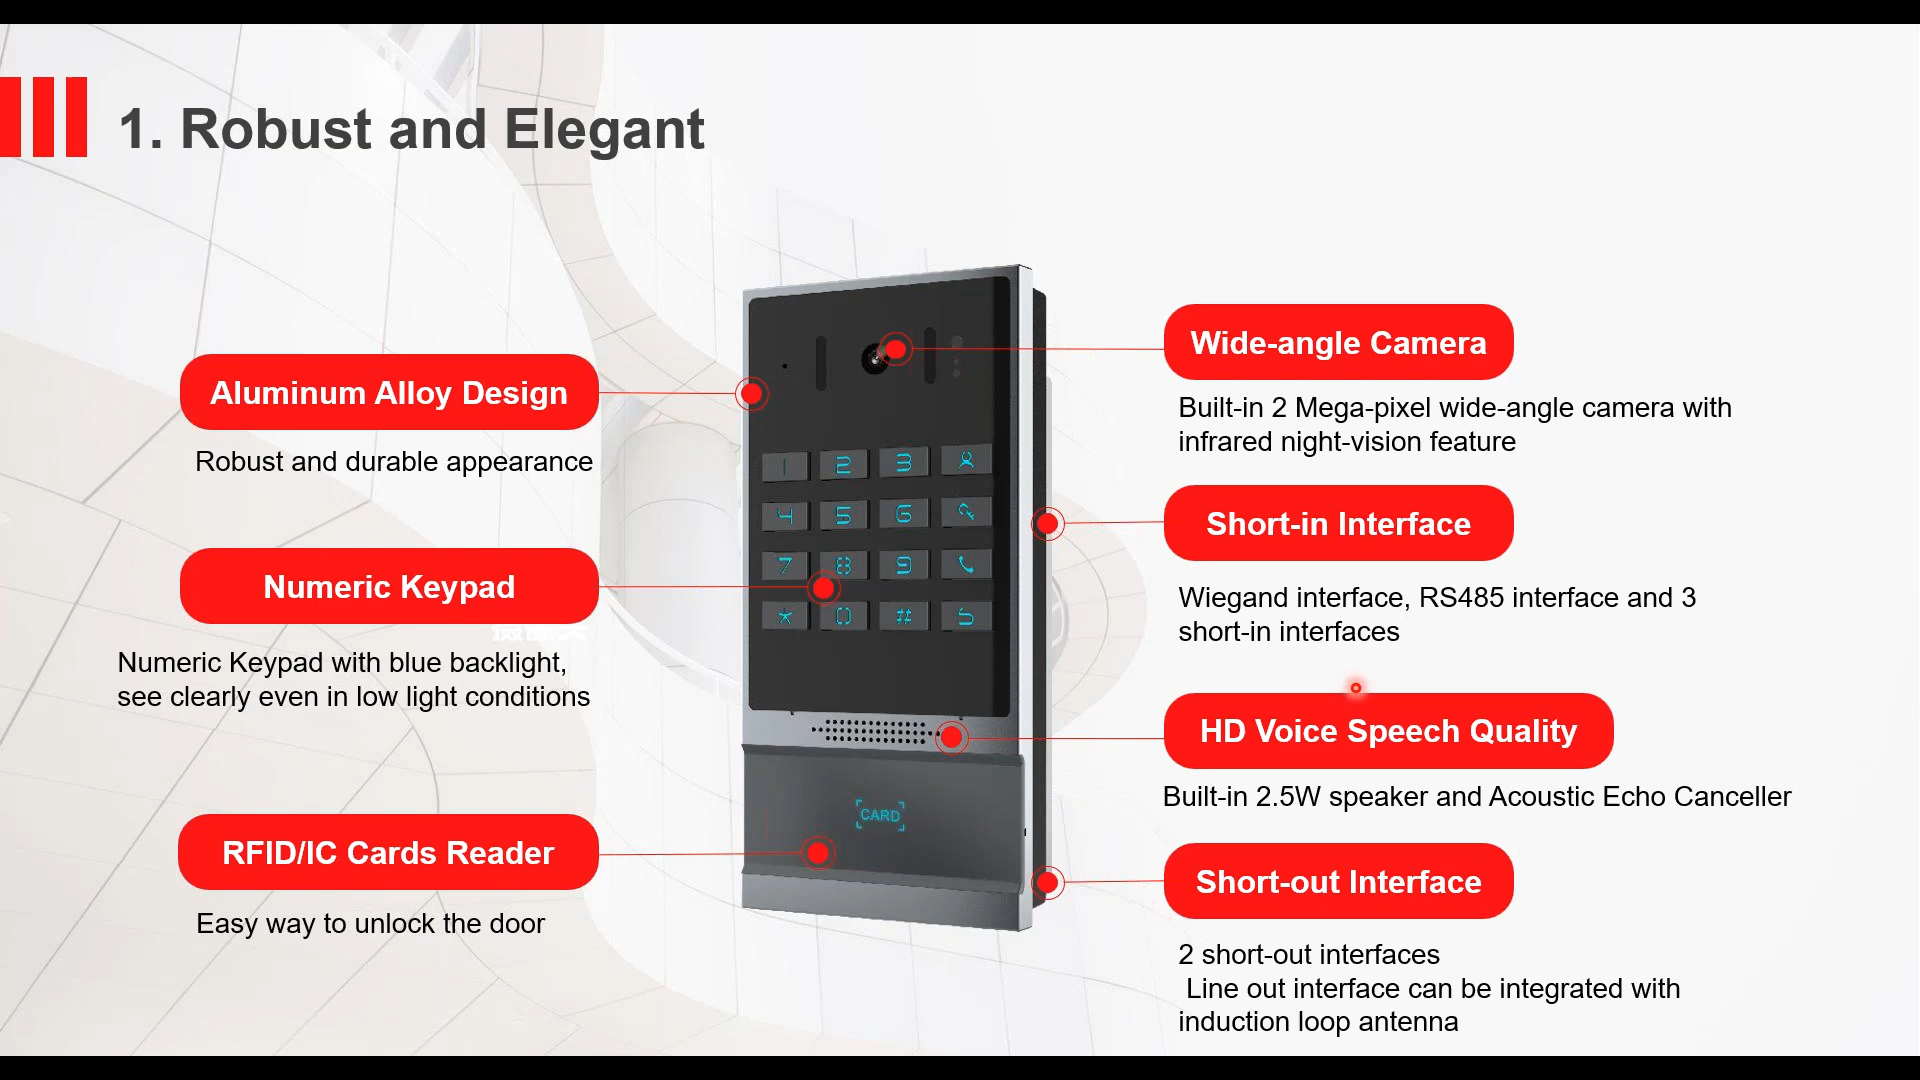 1. Robust and Elegant
Aluminum Alloy Design
Robust and durable appearance
Numeric Keypad
Numeric Keypad with blue backlight,
see clearly even in low light conditions
RFID/IC Cards Reader
Easy way to unlock the door
1 2 3
4 5 6
7 8 9
* 0 #
CARD
Wide-angle Camera
Built-in 2 Mega-pixel wide-angle camera with
infrared night-vision feature
Short-in Interface
Wiegand interface, RS485 interface and 3
short-in interfaces
HD Voice Speech Quality
Built-in 2.5W speaker and Acoustic Echo Canceller
Short-out Interface
2 short-out interfaces
Line out interface can be integrated with
induction loop antenna